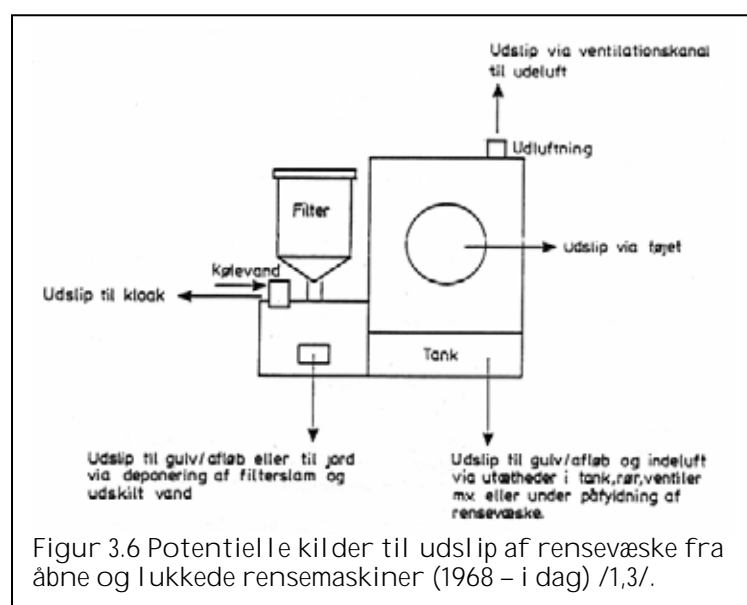 Udslip via ventilationskanal
til udeluft
Udluftning
Filter
Udslip via tøjet
Kølevand
Udslip til kloak
Tank
Udslip til gulv/afløb eller til jord
via deponering af filterslam og
udskilt vand
Udslip til gulv/afløb og indeluft
via utætheder i tank,rør,ventiler
mv. eller under påfyldning af
rensevæske.
Figur 3.6 Potentielle kilder til udslip af rensevæske fra
åbne og lukkede rensemaskiner (1968 – i dag) /1,3/.